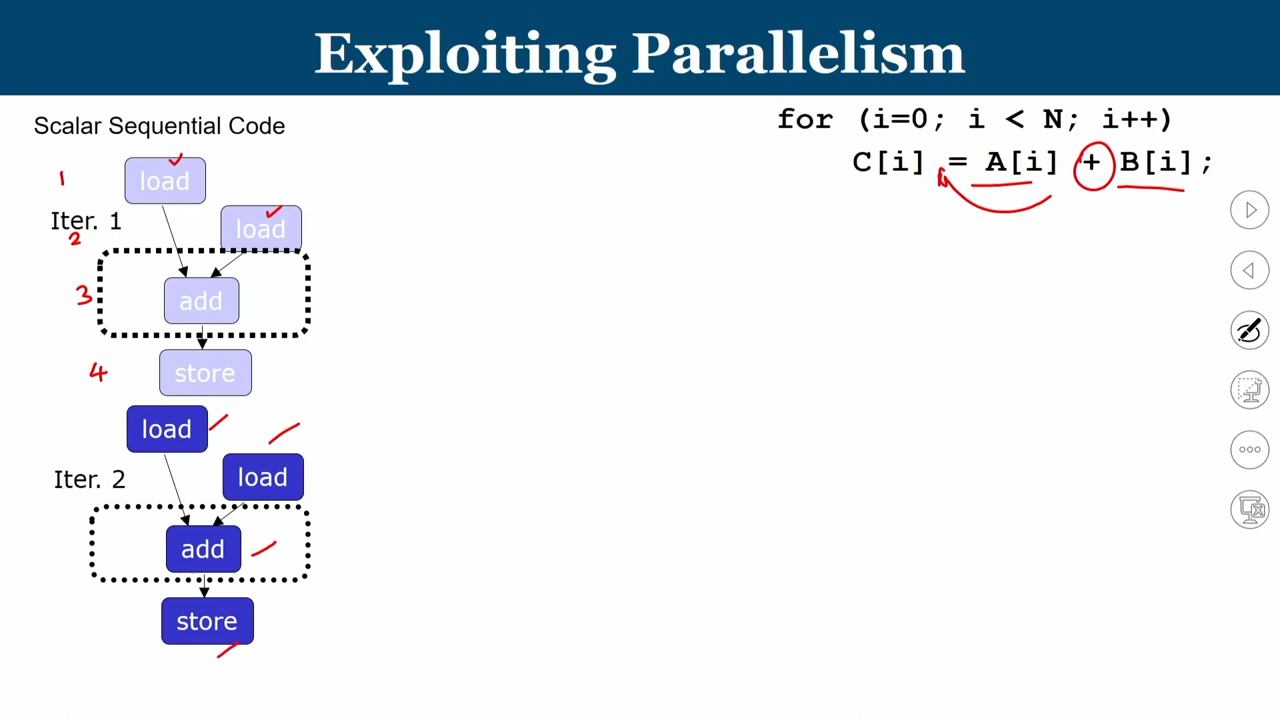 Exploiting Parallelism
Scalar Sequential Code
for (i=0; i < N; i++)
C[i] = A[i] + B[i];
1
load
Iter. 1
load
2
3
add
4
store
load
Iter. 2
load
add
store